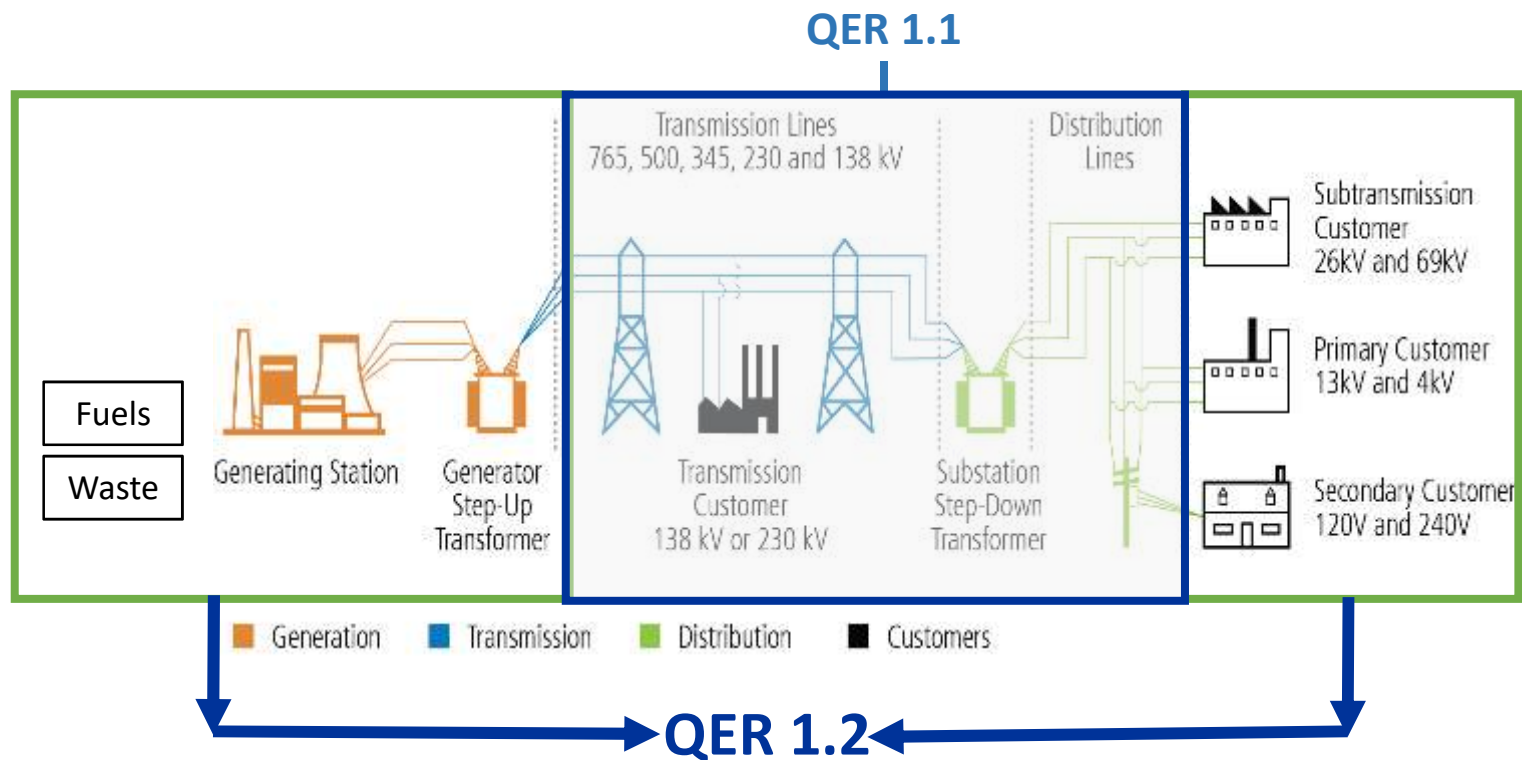 QER 1.1
Transmission Lines
765, 500, 345, 230 and 138 kV
Distribution
Lines
Subtransmission
Customer
26kV and 69kV
Primary Customer
13kV and 4kV
Secondary Customer
120V and 240V
Fuels
Waste
Generating Station
Generator
Step-Up
Transformer
Transmission
Customer
138 kV or 230 kV
Substation
Step-Down
Transformer
Generation
Transmission
Distribution
Customers
QER 1.2